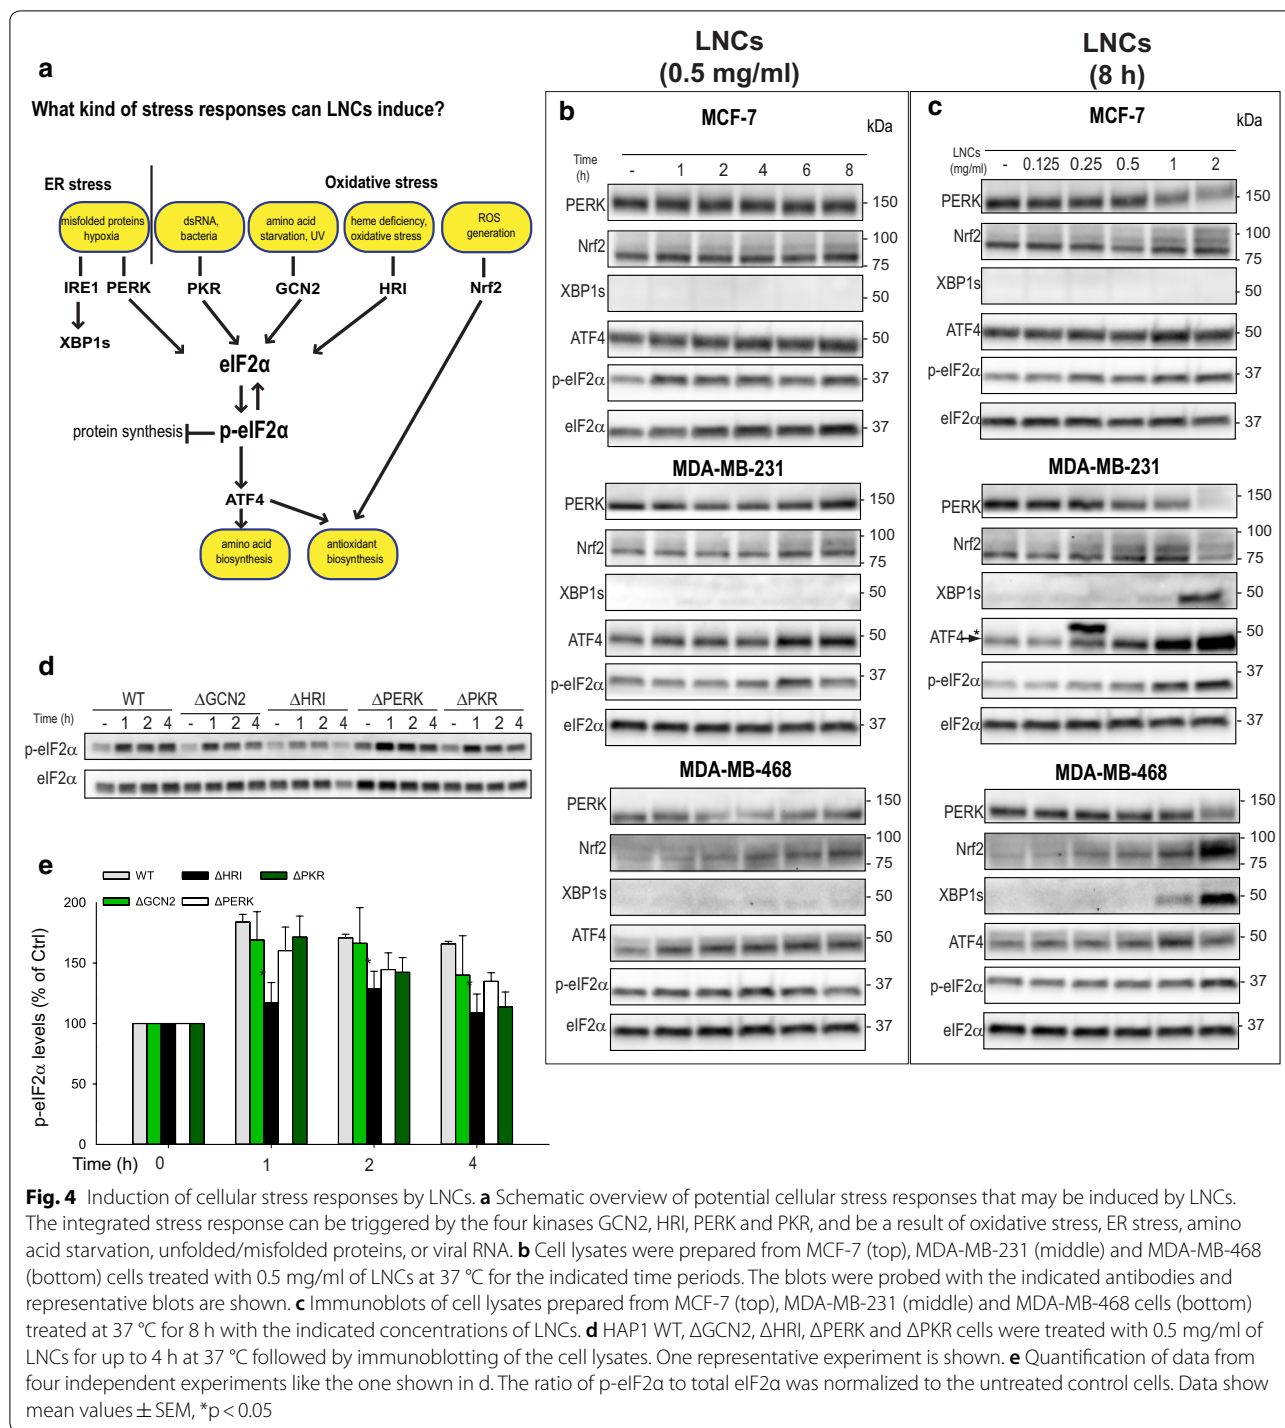 a
What kind of stress responses can LNCs induce?
ER stress
Oxidative stress
misfolded proteins
hypoxia
dsRNA,
bacteria
amino acid
starvation, UV
heme deficiency,
oxidative stress
ROS
generation
IRE1 PERK
PKR
GCN2
HRI
Nrf2
XBP1s
eIF2α
protein synthesis
p-eIF2α
ATF4
amino acid
biosynthesis
antioxidant
biosynthesis
LNCs
(0.5 mg/ml)
b
MCF-7
kDa
Time
(h)
- 1 2 4 6 8
PERK
- 150
Nrf2
- 100
- 75
XBP1s
- 50
ATF4
- 50
p-eIF2α
- 37
eIF2α
- 37
MDA-MB-231
PERK
- 150
Nrf2
- 100
- 75
XBP1s
- 50
ATF4
- 50
p-eIF2α
- 37
eIF2α
- 37
MDA-MB-468
PERK
- 150
Nrf2
- 100
- 75
XBP1s
- 50
ATF4
- 50
p-eIF2α
- 37
eIF2α
- 37
LNCs
(8 h)
c
MCF-7
kDa
LNCs
(mg/ml)
- 0.125 0.25 0.5 1 2
PERK
- 150
Nrf2
- 100
- 75
XBP1s
- 50
ATF4
- 50
p-eIF2α
- 37
eIF2α
- 37
MDA-MB-231
PERK
- 150
Nrf2
- 100
- 75
XBP1s
- 50
*
ATF4
- 50
p-eIF2α
- 37
eIF2α
- 37
MDA-MB-468
PERK
- 150
Nrf2
- 100
- 75
XBP1s
- 50
ATF4
- 50
p-eIF2α
- 37
eIF2α
- 37
d
WT ΔGCN2 ΔHRI ΔPERK ΔPKR
Time (h) - 1 2 4 - 1 2 4 - 1 2 4 - 1 2 4 - 1 2 4
p-eIF2α
eIF2α
e
WT ΔHRI ΔPKR
ΔGCN2 ΔPERK
p-eIF2α levels (% of Ctrl)
200
150
100
50
0
* * *
Time (h) 0 1 2 4
Fig. 4 Induction of cellular stress responses by LNCs. a Schematic overview of potential cellular stress responses that may be induced by LNCs.
The integrated stress response can be triggered by the four kinases GCN2, HRI, PERK and PKR, and be a result of oxidative stress, ER stress, amino
acid starvation, unfolded/misfolded proteins, or viral RNA. b Cell lysates were prepared from MCF-7 (top), MDA-MB-231 (middle) and MDA-MB-468
(bottom) cells treated with 0.5 mg/ml of LNCs at 37 °C for the indicated time periods. The blots were probed with the indicated antibodies and
representative blots are shown. c Immunoblots of cell lysates prepared from MCF-7 (top), MDA-MB-231 (middle) and MDA-MB-468 cells (bottom)
treated at 37 °C for 8 h with the indicated concentrations of LNCs. d HAP1 WT, ΔGCN2, ΔHRI, ΔPERK and ΔPKR cells were treated with 0.5 mg/ml of
LNCs for up to 4 h at 37 °C followed by immunoblotting of the cell lysates. One representative experiment is shown. e Quantification of data from
four independent experiments like the one shown in d. The ratio of p-eIF2α to total eIF2α was normalized to the untreated control cells. Data show
mean values ± SEM, *p < 0.05